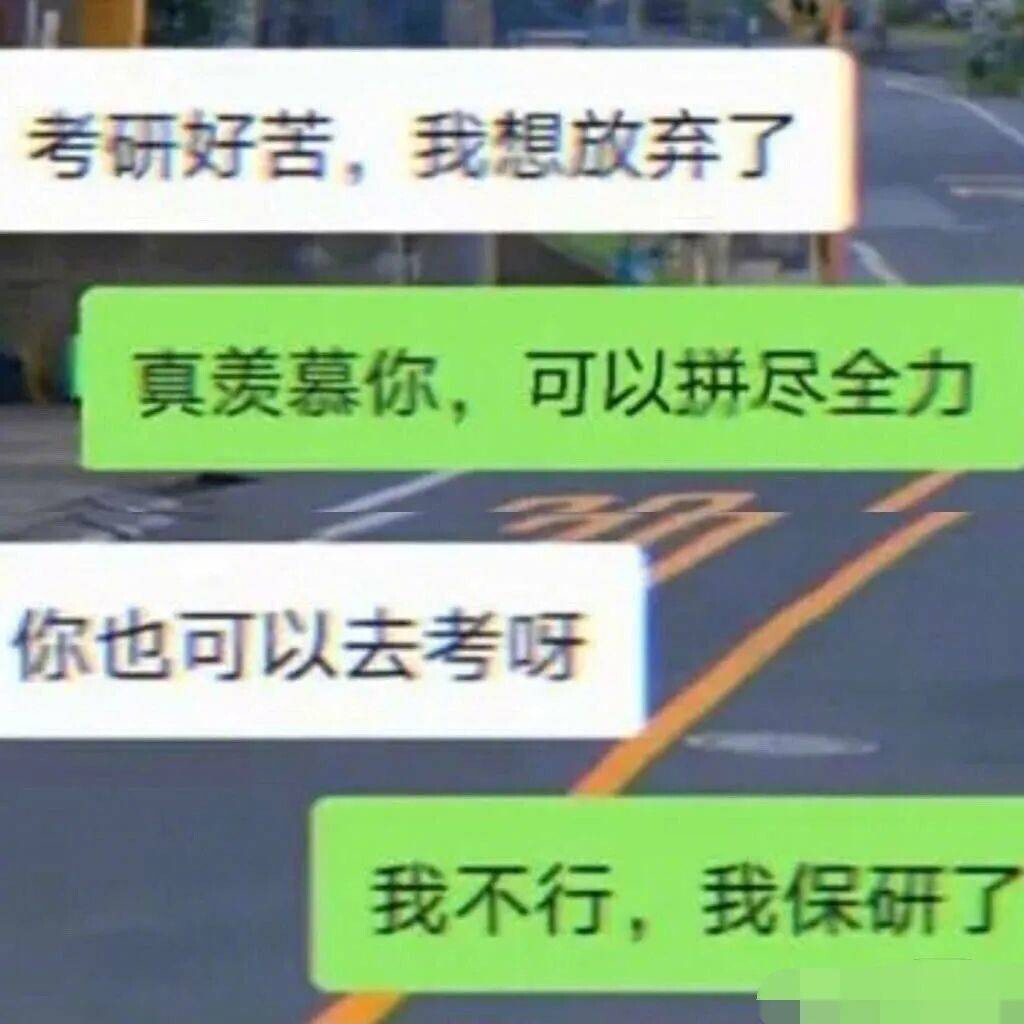 考研好苦，我想放弃了
真羡慕你，可以拼尽全力
30
你也可以去考呀
我不行，我保研了